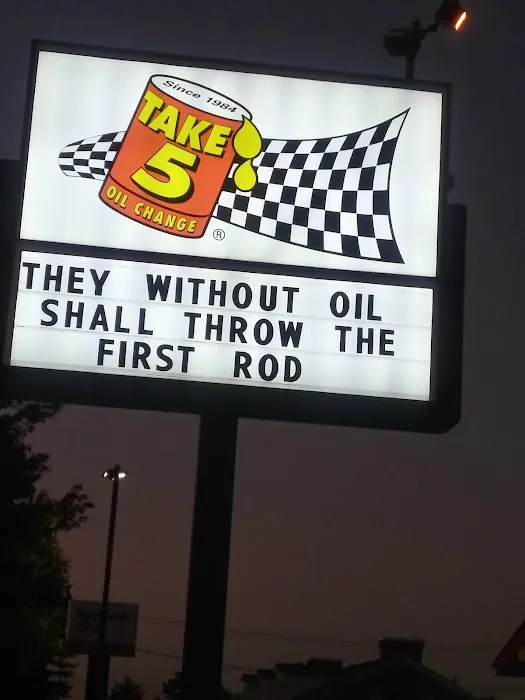 Since 1984
TAKE
5
OIL CHANGE
®
THEY WITHOUT OIL
SHALL THROW THE
FIRST ROD